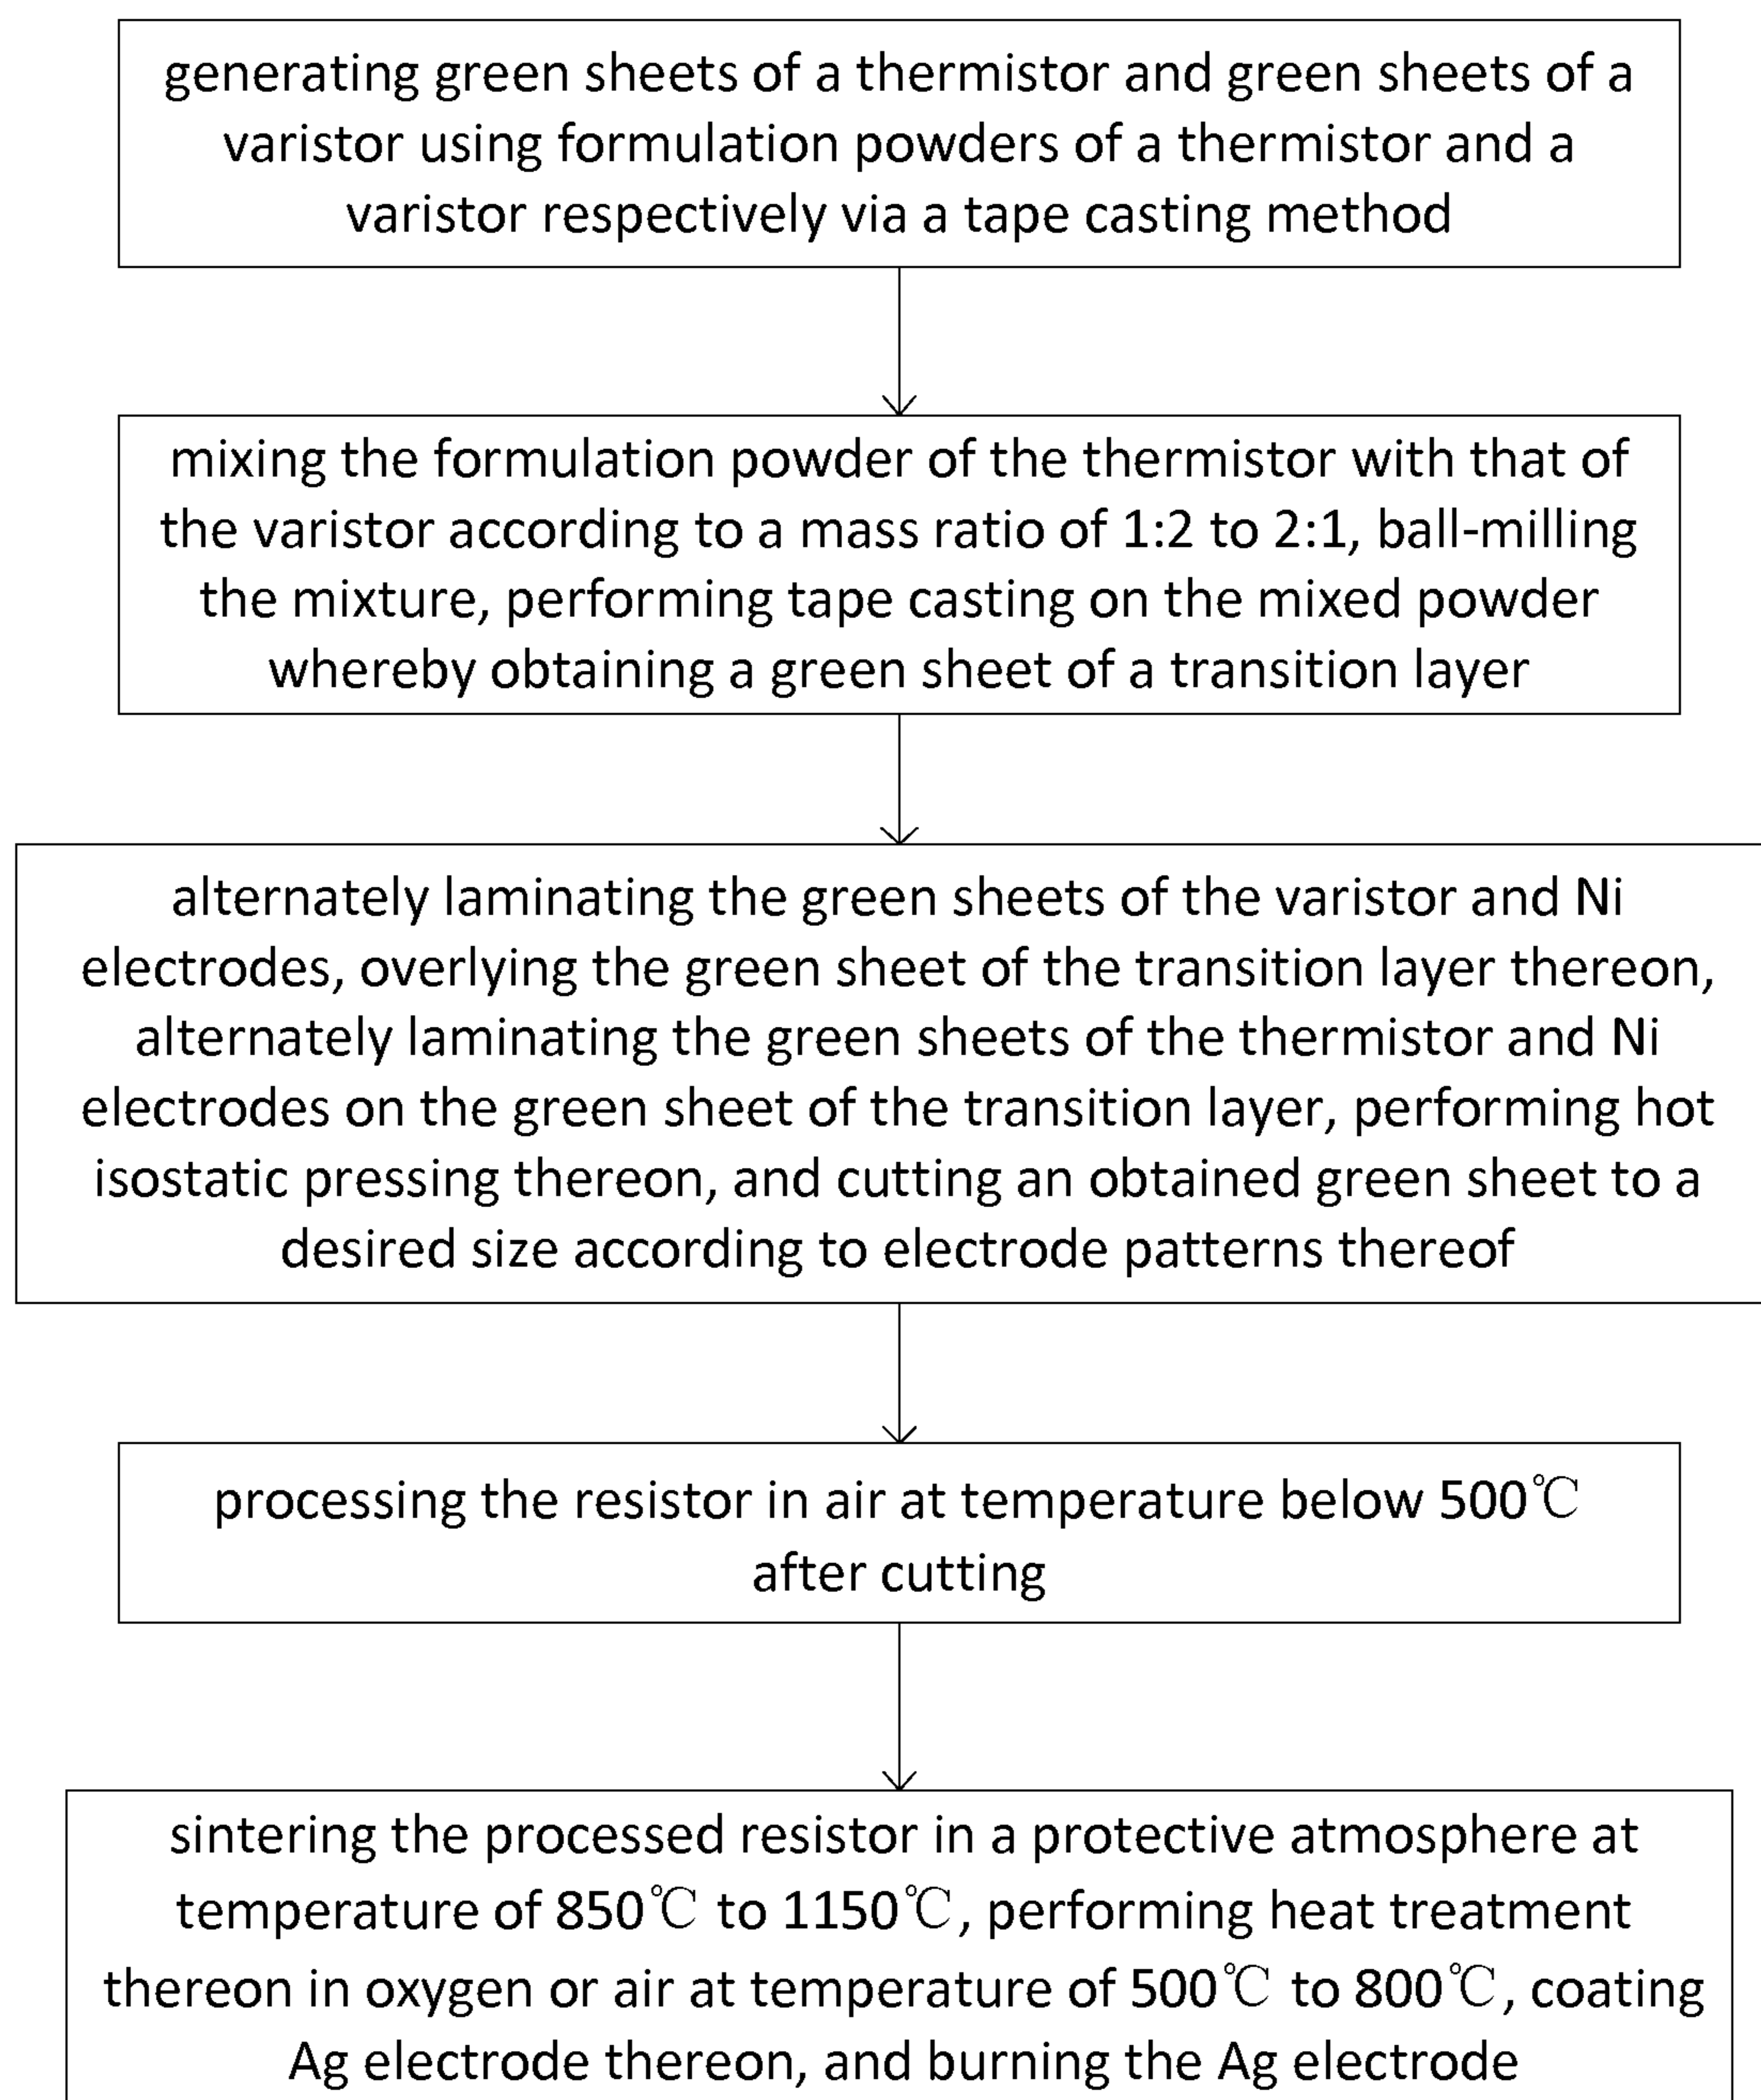 generating green sheets of a thermistor and green sheets of a
varistor using formulation powders of a thermistor and a
varistor respectively via a tape casting method
mixing the formulation powder of the thermistor with that of
the varistor according to a mass ratio of 1:2 to 2:1, ball-milling
the mixture, performing tape casting on the mixed powder
whereby obtaining a green sheet of a transition layer
alternately laminating the green sheets of the varistor and Ni
electrodes, overlying the green sheet of the transition layer thereon,
alternately laminating the green sheets of the thermistor and Ni
electrodes on the green sheet of the transition layer, performing hot
isostatic pressing thereon, and cutting an obtained green sheet to a
desired size according to electrode patterns thereof
processing the resistor in air at temperature below 500℃
after cutting
sintering the processed resistor in a protective atmosphere at
temperature of 850℃ to 1150℃, performing heat treatment
thereon in oxygen or air at temperature of 500℃ to 800℃, coating
Ag electrode thereon, and burning the Ag electrode